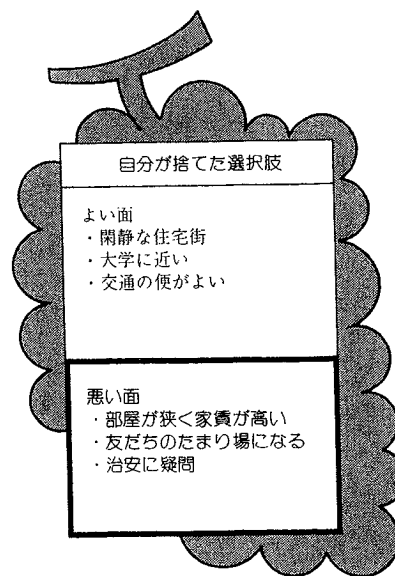 自分が捨てた選択肢
よい面
・閑静な住宅街
・大学に近い
・交通の便がよい
悪い面
・部屋が狭く家賃が高い
・友だちのたまり場になる
・治安に疑問